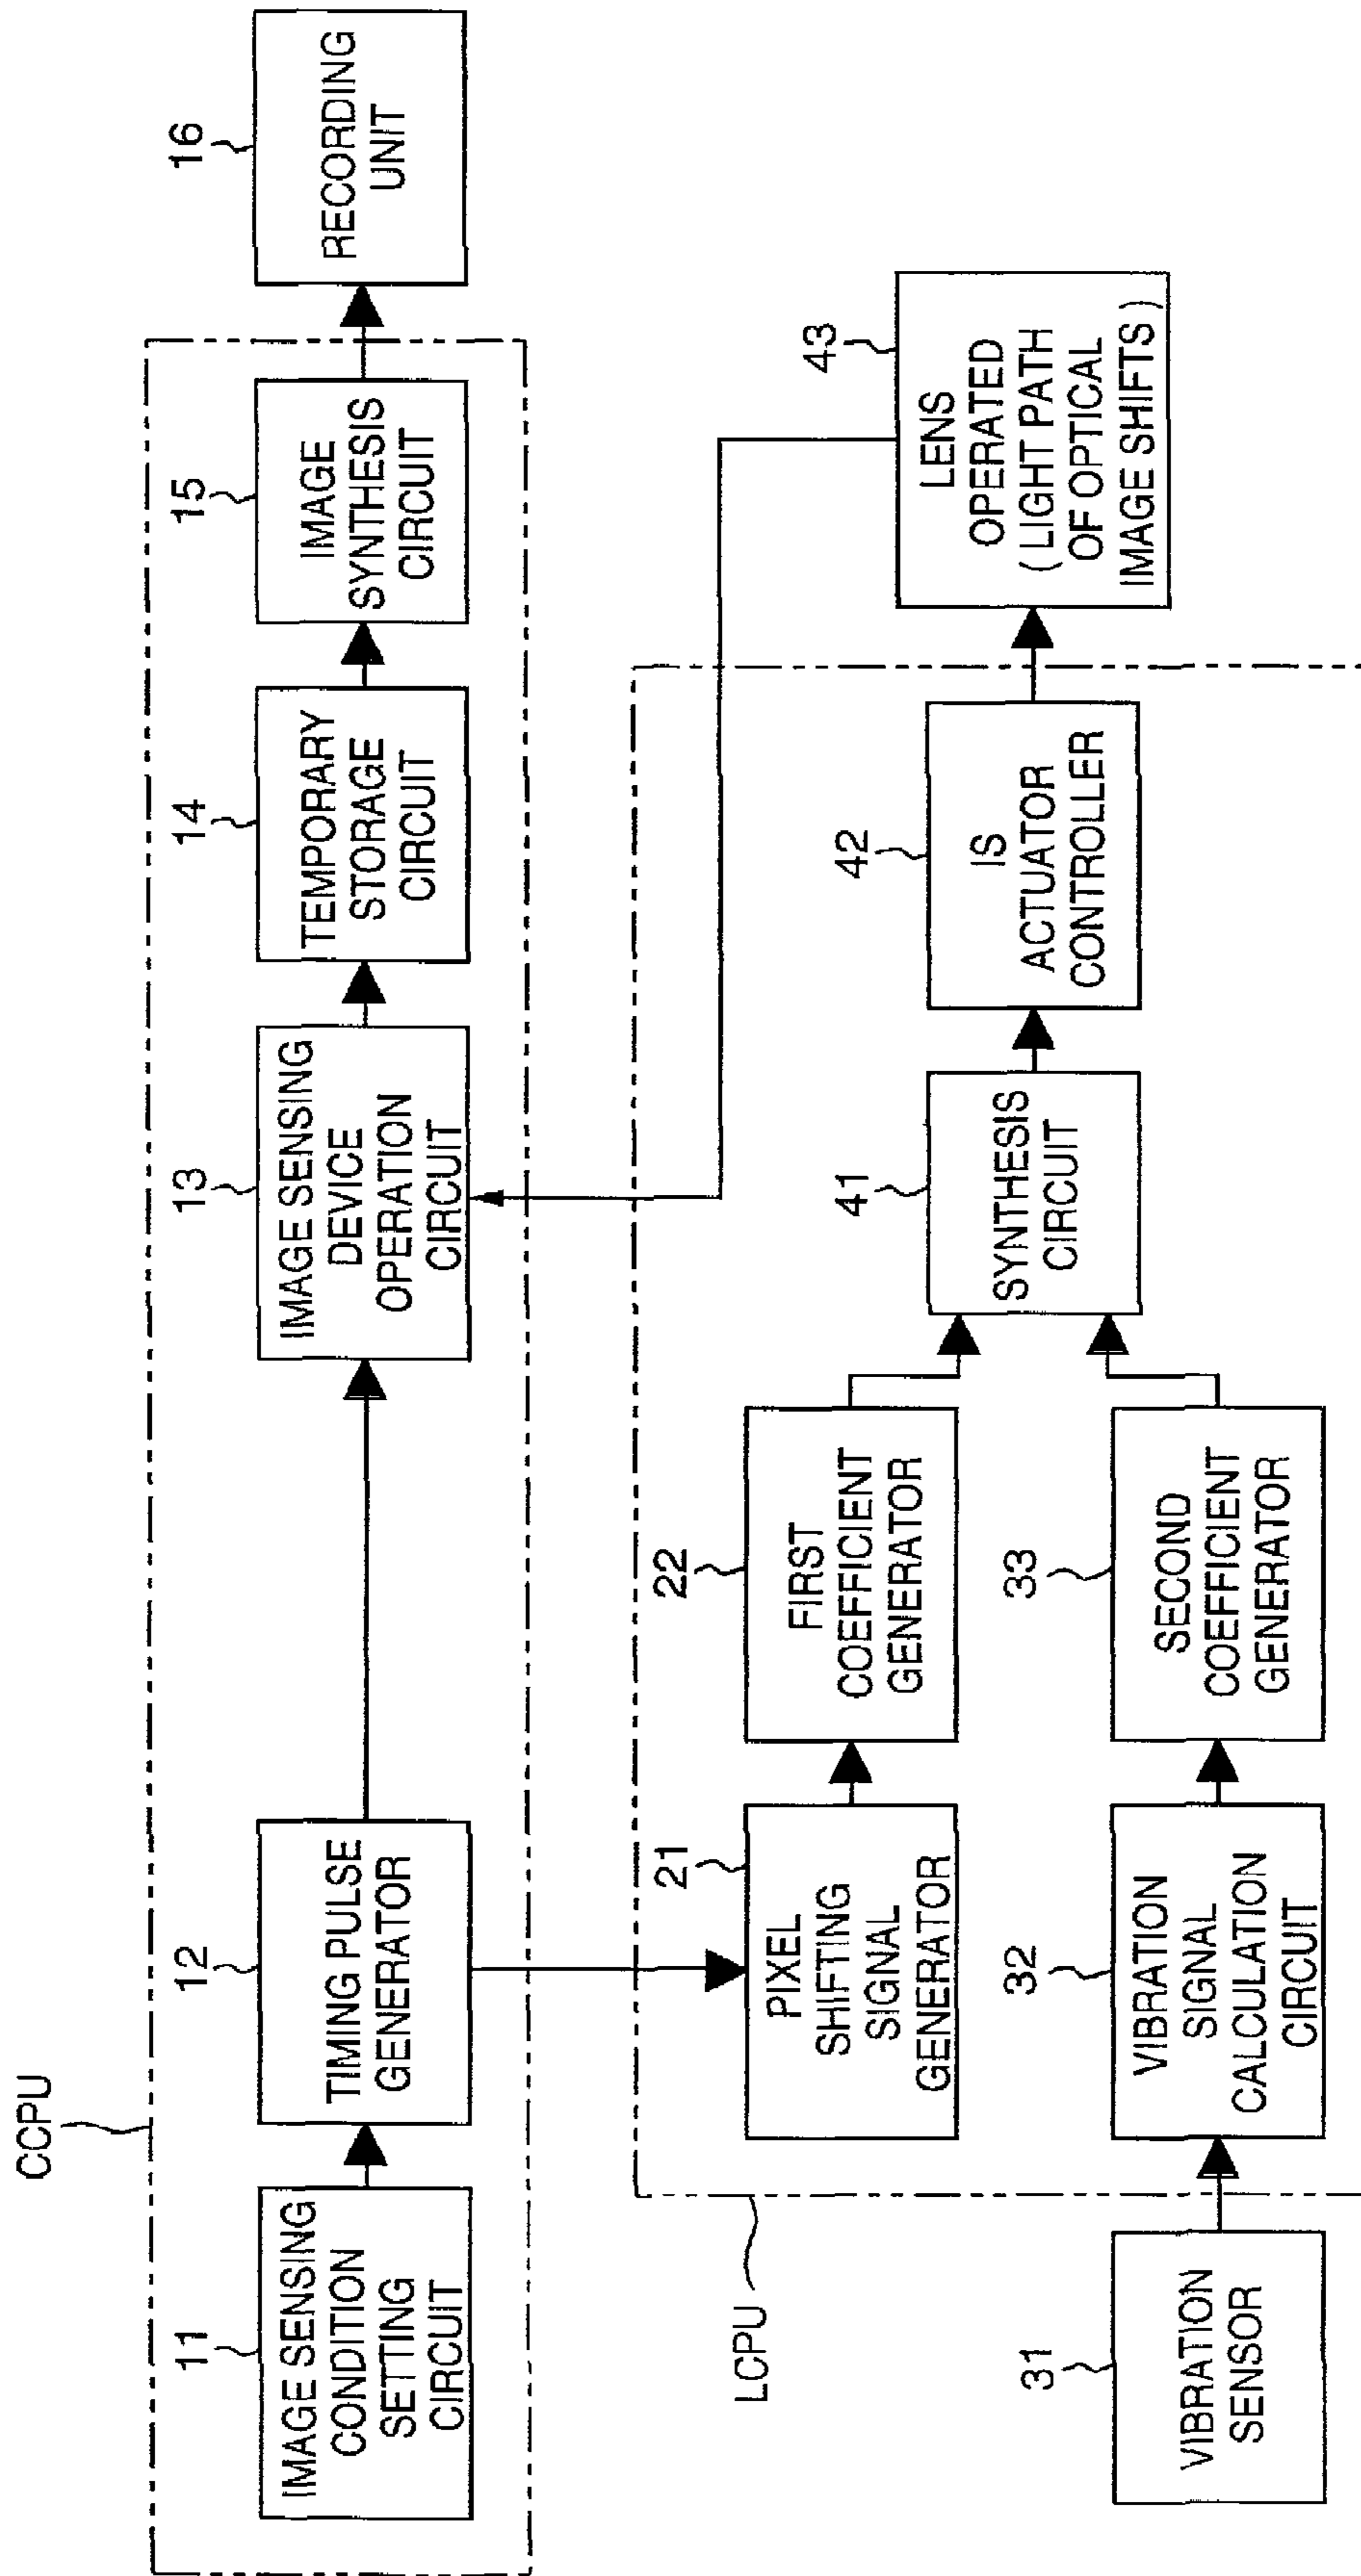 CCPU
11
IMAGE SENSING
CONDITION
SETTING
CIRCUIT
12
TIMING PULSE
GENERATOR
13
IMAGE SENSING
DEVICE
OPERATION
CIRCUIT
14
TEMPORARY
STORAGE
CIRCUIT
15
IMAGE
SYNTHESIS
CIRCUIT
16
RECORDING
UNIT
LCPU
21
PIXEL
SHIFTING
SIGNAL
GENERATOR
22
FIRST
COEFFICIENT
GENERATOR
31
VIBRATION
SENSOR
32
VIBRATION
SIGNAL
CALCULATION
CIRCUIT
33
SECOND
COEFFICIENT
GENERATOR
41
SYNTHESIS
CIRCUIT
42
IS
ACTUATOR
CONTROLLER
43
LENS
OPERATED
(LIGHT PATH
OF OPTICAL
IMAGE SHIFTS)